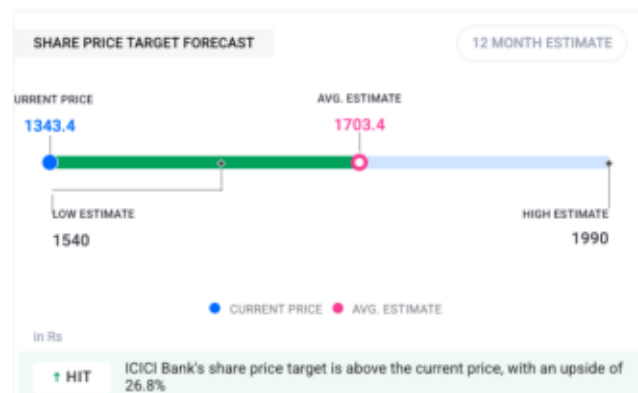 SHARE PRICE TARGET FORECAST
12 MONTH ESTIMATE
URRENT PRICE
AVG. ESTIMATE
1343.4
1703.4
LOW ESTIMATE
HIGH ESTIMATE
1540
1990
CURRENT PRICE
AVG. ESTIMATE
in Rs
↑ HIT
ICICI Bank's share price target is above the current price, with an upside of
26.8%